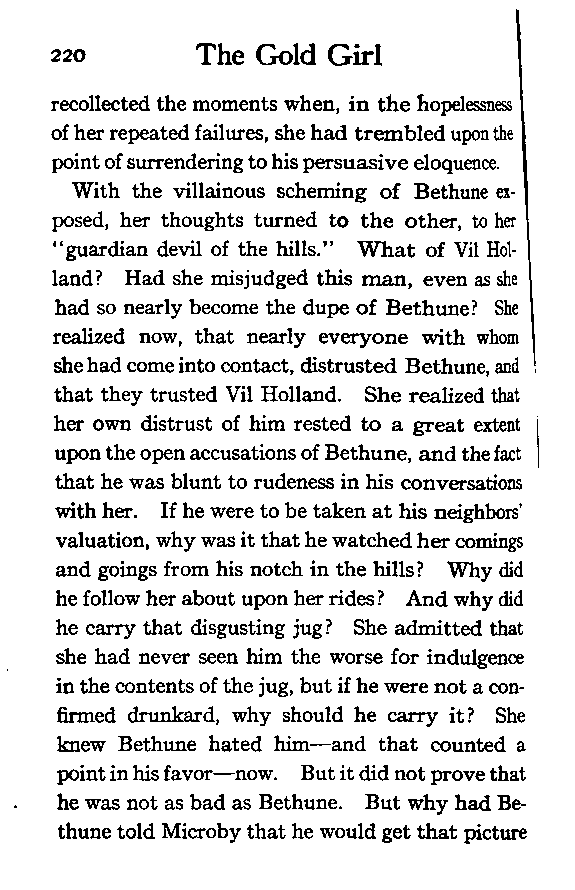 220 The Gold Girl
recollected the moments when, in the hopelessness
of her repeated failures, she had trembled upon the
point of surrendering to his persuasive eloquence.
With the villainous scheming of Bethune ex-
posed, her thoughts turned to the other, to her
"guardian devil of the hills." What of Vil Hol-
land? Had she misjudged this man, even as she
had so nearly become the dupe of Bethune? She
realized now, that nearly everyone with whom
she had come into contact, distrusted Bethune, and
that they trusted Vil Holland. She realized that
her own distrust of him rested to a great extent
upon the open accusations of Bethune, and the fact
that he was blunt to rudeness in his conversations
with her. If he were to be taken at his neighbors'
valuation, why was it that he watched her comings
and goings from his notch in the hills? Why did
he follow her about upon her rides? And why did
he carry that disgusting jug? She admitted that
she had never seen him the worse for indulgence
in the contents of the jug, but if he were not a con-
firmed drunkard, why should he carry it? She
knew Bethune hated him—and that counted a
point in his favor—now. But it did not prove that
he was not as bad as Bethune. But why had Be-
thune told Microby that he would get that picture